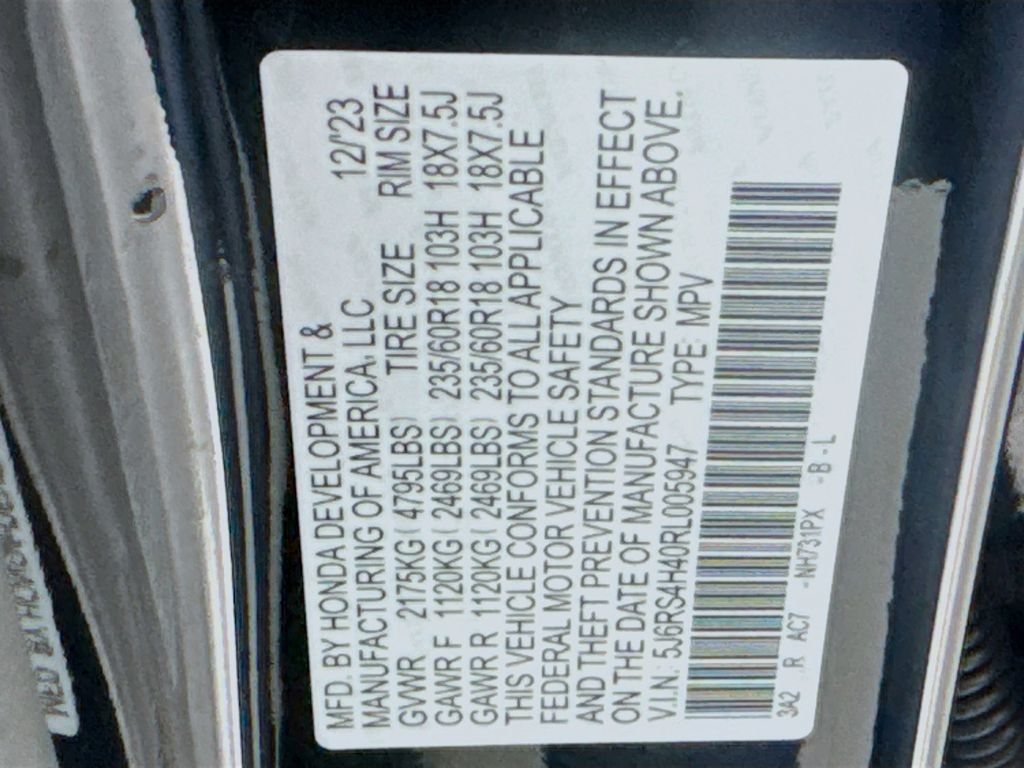 MFD. BY HONDA DEVELOPMENT &
MANUFACTURING OF AMERICA, LLC 12/'23
GVWR 2175KG ( 4795LBS) TIRE SIZE RIM SIZE
GAWR F 1120KG ( 2469LBS) 235/60R18 103H 18X7.5J
GAWR R 1120KG ( 2469LBS) 235/60R18 103H 18X7.5J
THIS VEHICLE CONFORMS TO ALL APPLICABLE
FEDERAL MOTOR VEHICLE SAFETY
AND THEFT PREVENTION STANDARDS IN EFFECT
ON THE DATE OF MANUFACTURE SHOWN ABOVE.
V.I.N.: 5J6RS4H40RL005947 TYPE: MPV
3A2 R AC7 -NH731PX -B -L